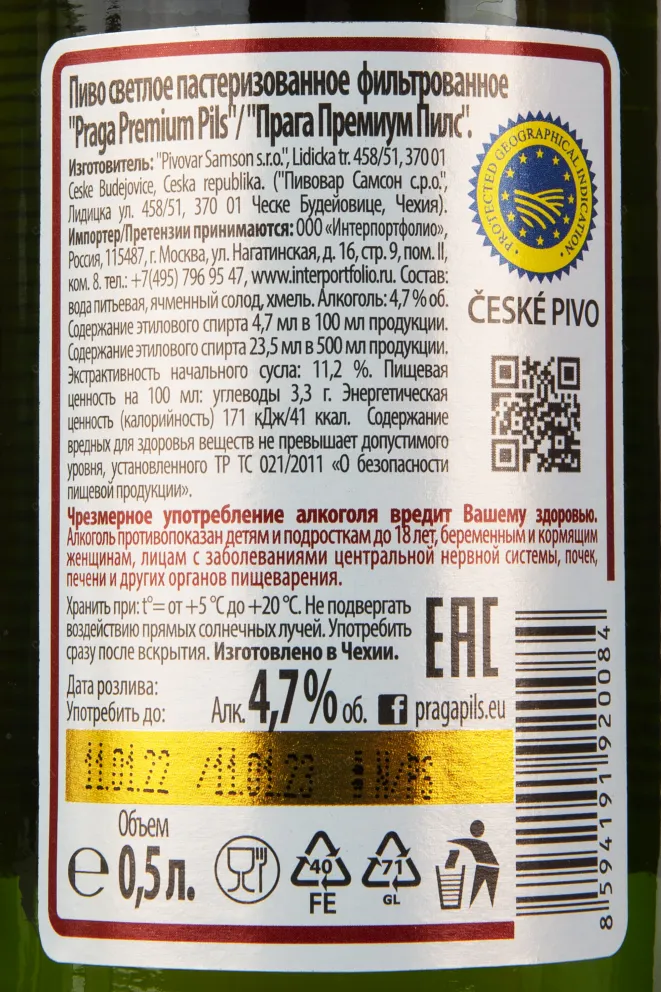 Пиво светлое пастеризованное фильтрованное
"Praga Premium Pils"/"Прага Премиум Пилс".
Изготовитель: "Pivovar Samson s.r.o.", Lidicka tr. 458/51, 370 01
Ceske Budejovice, Ceska republika. ("Пивовар Самсон с.р.о.",
Лидицка ул. 458/51, 370 01 Ческе Будейовице, Чехия).
Импортер/Претензии принимаются: ООО «Интерпортфолио»,
Россия, 115487, г. Москва, ул. Нагатинская, д. 16, стр. 9, пом. II,
ком. 8. тел.: +7(495) 796 95 47, www.interportfolio.ru. Состав:
вода питьевая, ячменный солод, хмель. Алкоголь: 4,7 % об.
Содержание этилового спирта 4,7 мл в 100 мл продукции.
Содержание этилового спирта 23,5 мл в 500 мл продукции.
Экстрактивность начального сусла: 11,2 %. Пищевая
ценность на 100 мл: углеводы 3,3 г. Энергетическая
ценность (калорийность) 171 кДж/41 ккал. Содержание
вредных для здоровья веществ не превышает допустимого
уровня, установленного ТР ТС 021/2011 «О безопасности
пищевой продукции».
PROTECTED GEOGRAPHICAL INDICATION
ČESKÉ PIVO
Чрезмерное употребление алкоголя вредит Вашему здоровью.
Алкоголь противопоказан детям и подросткам до 18 лет, беременным и кормящим
женщинам, лицам с заболеваниями центральной нервной системы, почек,
печени и других органов пищеварения.
Хранить при: t°= от +5 °С до +20 °С. Не подвергать
воздействию прямых солнечных лучей. Употребить
сразу после вскрытия. Изготовлено в Чехии.
EAC
Дата розлива:
Употребить до:
Алк. 4,7% об.
f pragapils.eu
11.01.22 /11.01.23
Объем
e 0,5 л.
40
FE
71
GL
8 594191 920084